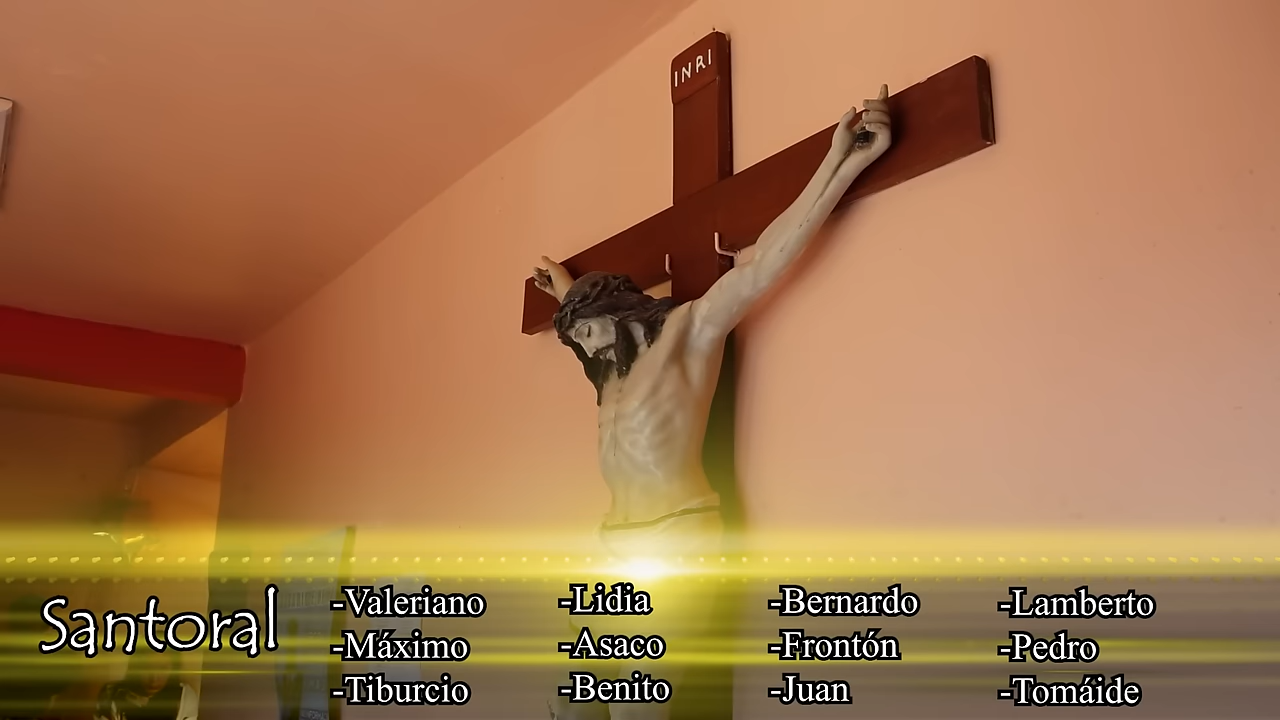 INRI
Santoral
-Valeriano
-Máximo
-Tiburcio
-Lidia
-Asaco
-Benito
-Bernardo
-Frontón
-Juan
-Lamberto
-Pedro
-Tomáide